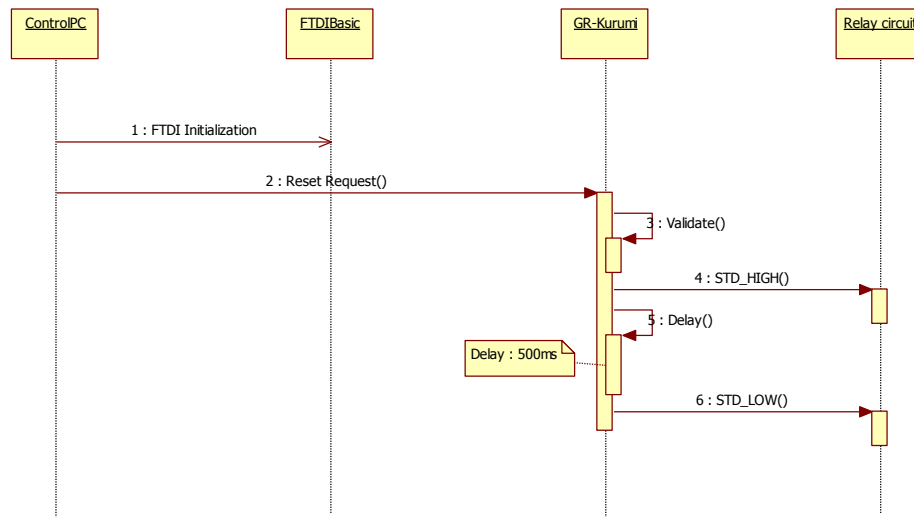 ControlPC
FTDIBasic
GR-Kurumi
Relay circuit
1 : FTDI Initialization
2 : Reset Request()
3 : Validate()
4 : STD_HIGH()
5 : Delay()
Delay : 500ms
6 : STD_LOW()